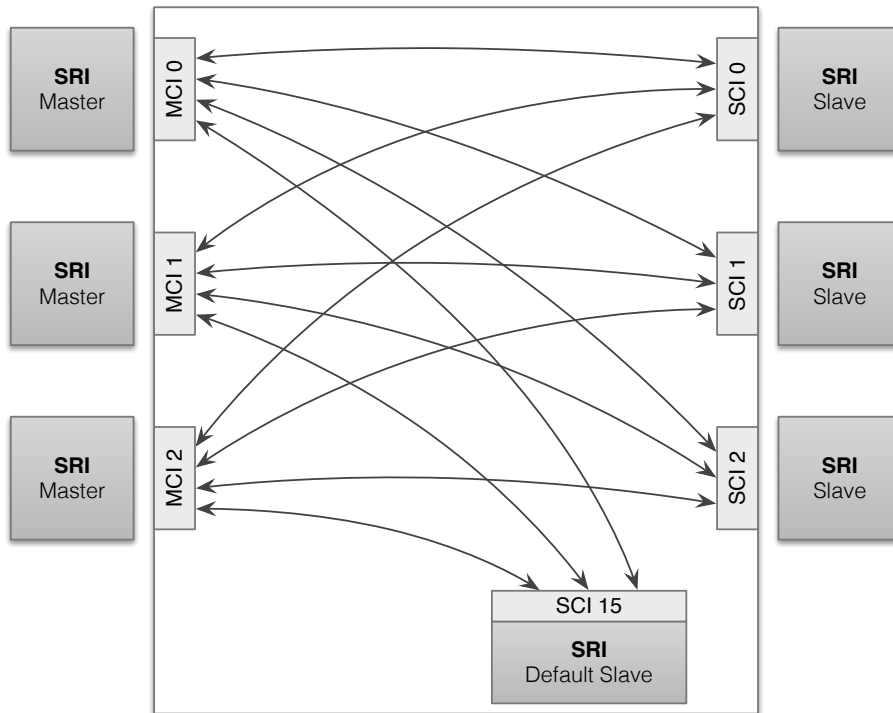 SRI
Master
MCI 0
SCI 0
SRI
Slave
SRI
Master
MCI 1
SCI 1
SRI
Slave
SRI
Master
MCI 2
SCI 2
SRI
Slave
SCI 15
SRI
Default Slave